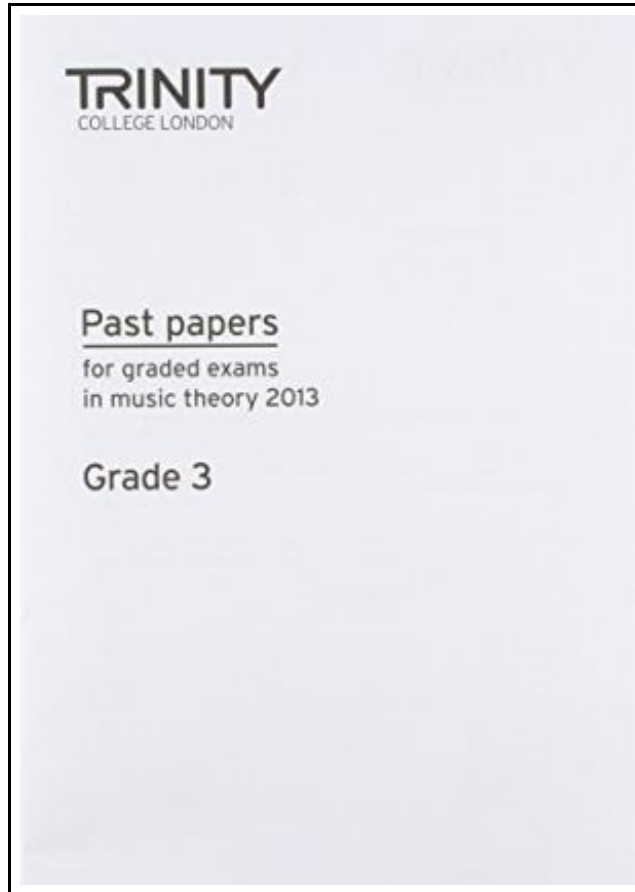 TRINITY
COLLEGE LONDON
Past papers
for graded exams
in music theory 2013
Grade 3